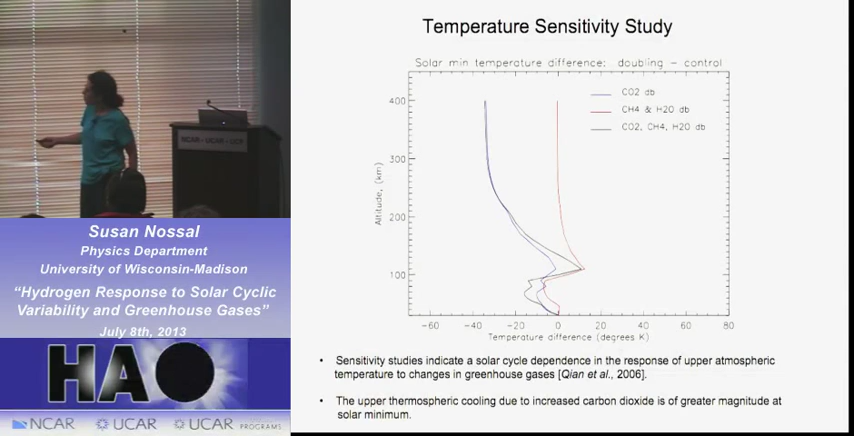 Temperature Sensitivity Study
Solar min temperature difference: doubling – control
CO2 db
CH4 & H2O db
CO2, CH4, H2O db
400
300
200
100
Altitude, (km)
−60 −40 −20 0 20 40 60 80
Temperature difference (degrees K)
• Sensitivity studies indicate a solar cycle dependence in the response of upper atmospheric
temperature to changes in greenhouse gases [Qian et al., 2006].
• The upper thermospheric cooling due to increased carbon dioxide is of greater magnitude at
solar minimum.
NCAR · UCAR · UCP
Susan Nossal
Physics Department
University of Wisconsin-Madison
“Hydrogen Response to Solar Cyclic
Variability and Greenhouse Gases”
July 8th, 2013
HAO
NCAR UCAR UCAR PROGRAMS